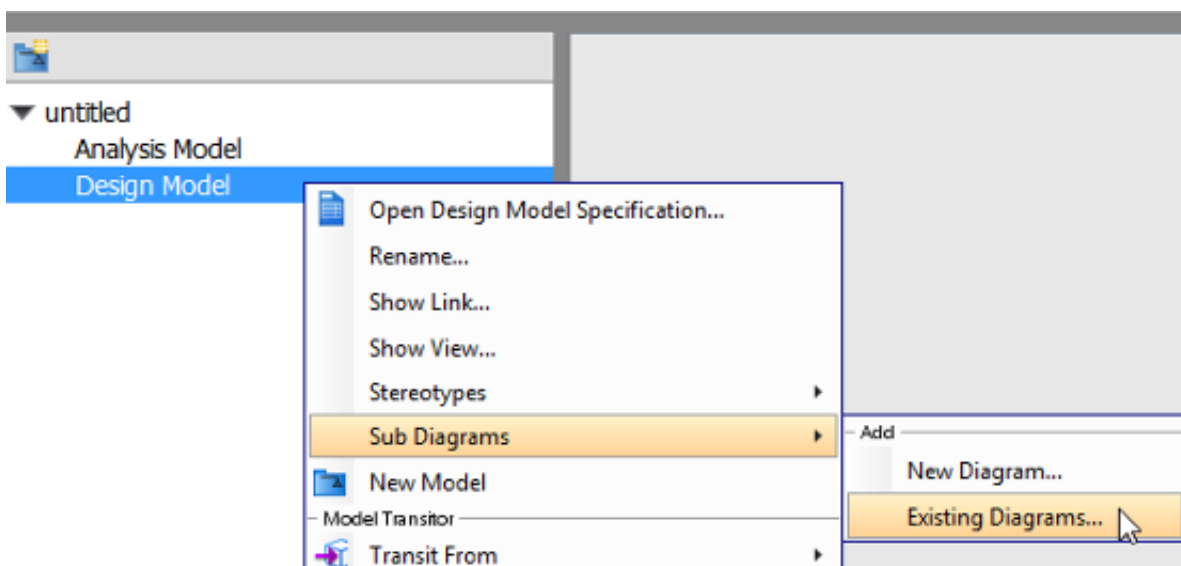 untitled
Analysis Model
Design Model
Open Design Model Specification...
Rename...
Show Link...
Show View...
Stereotypes
Sub Diagrams
New Model
Model Transitor
Transit From
Add
New Diagram...
Existing Diagrams...